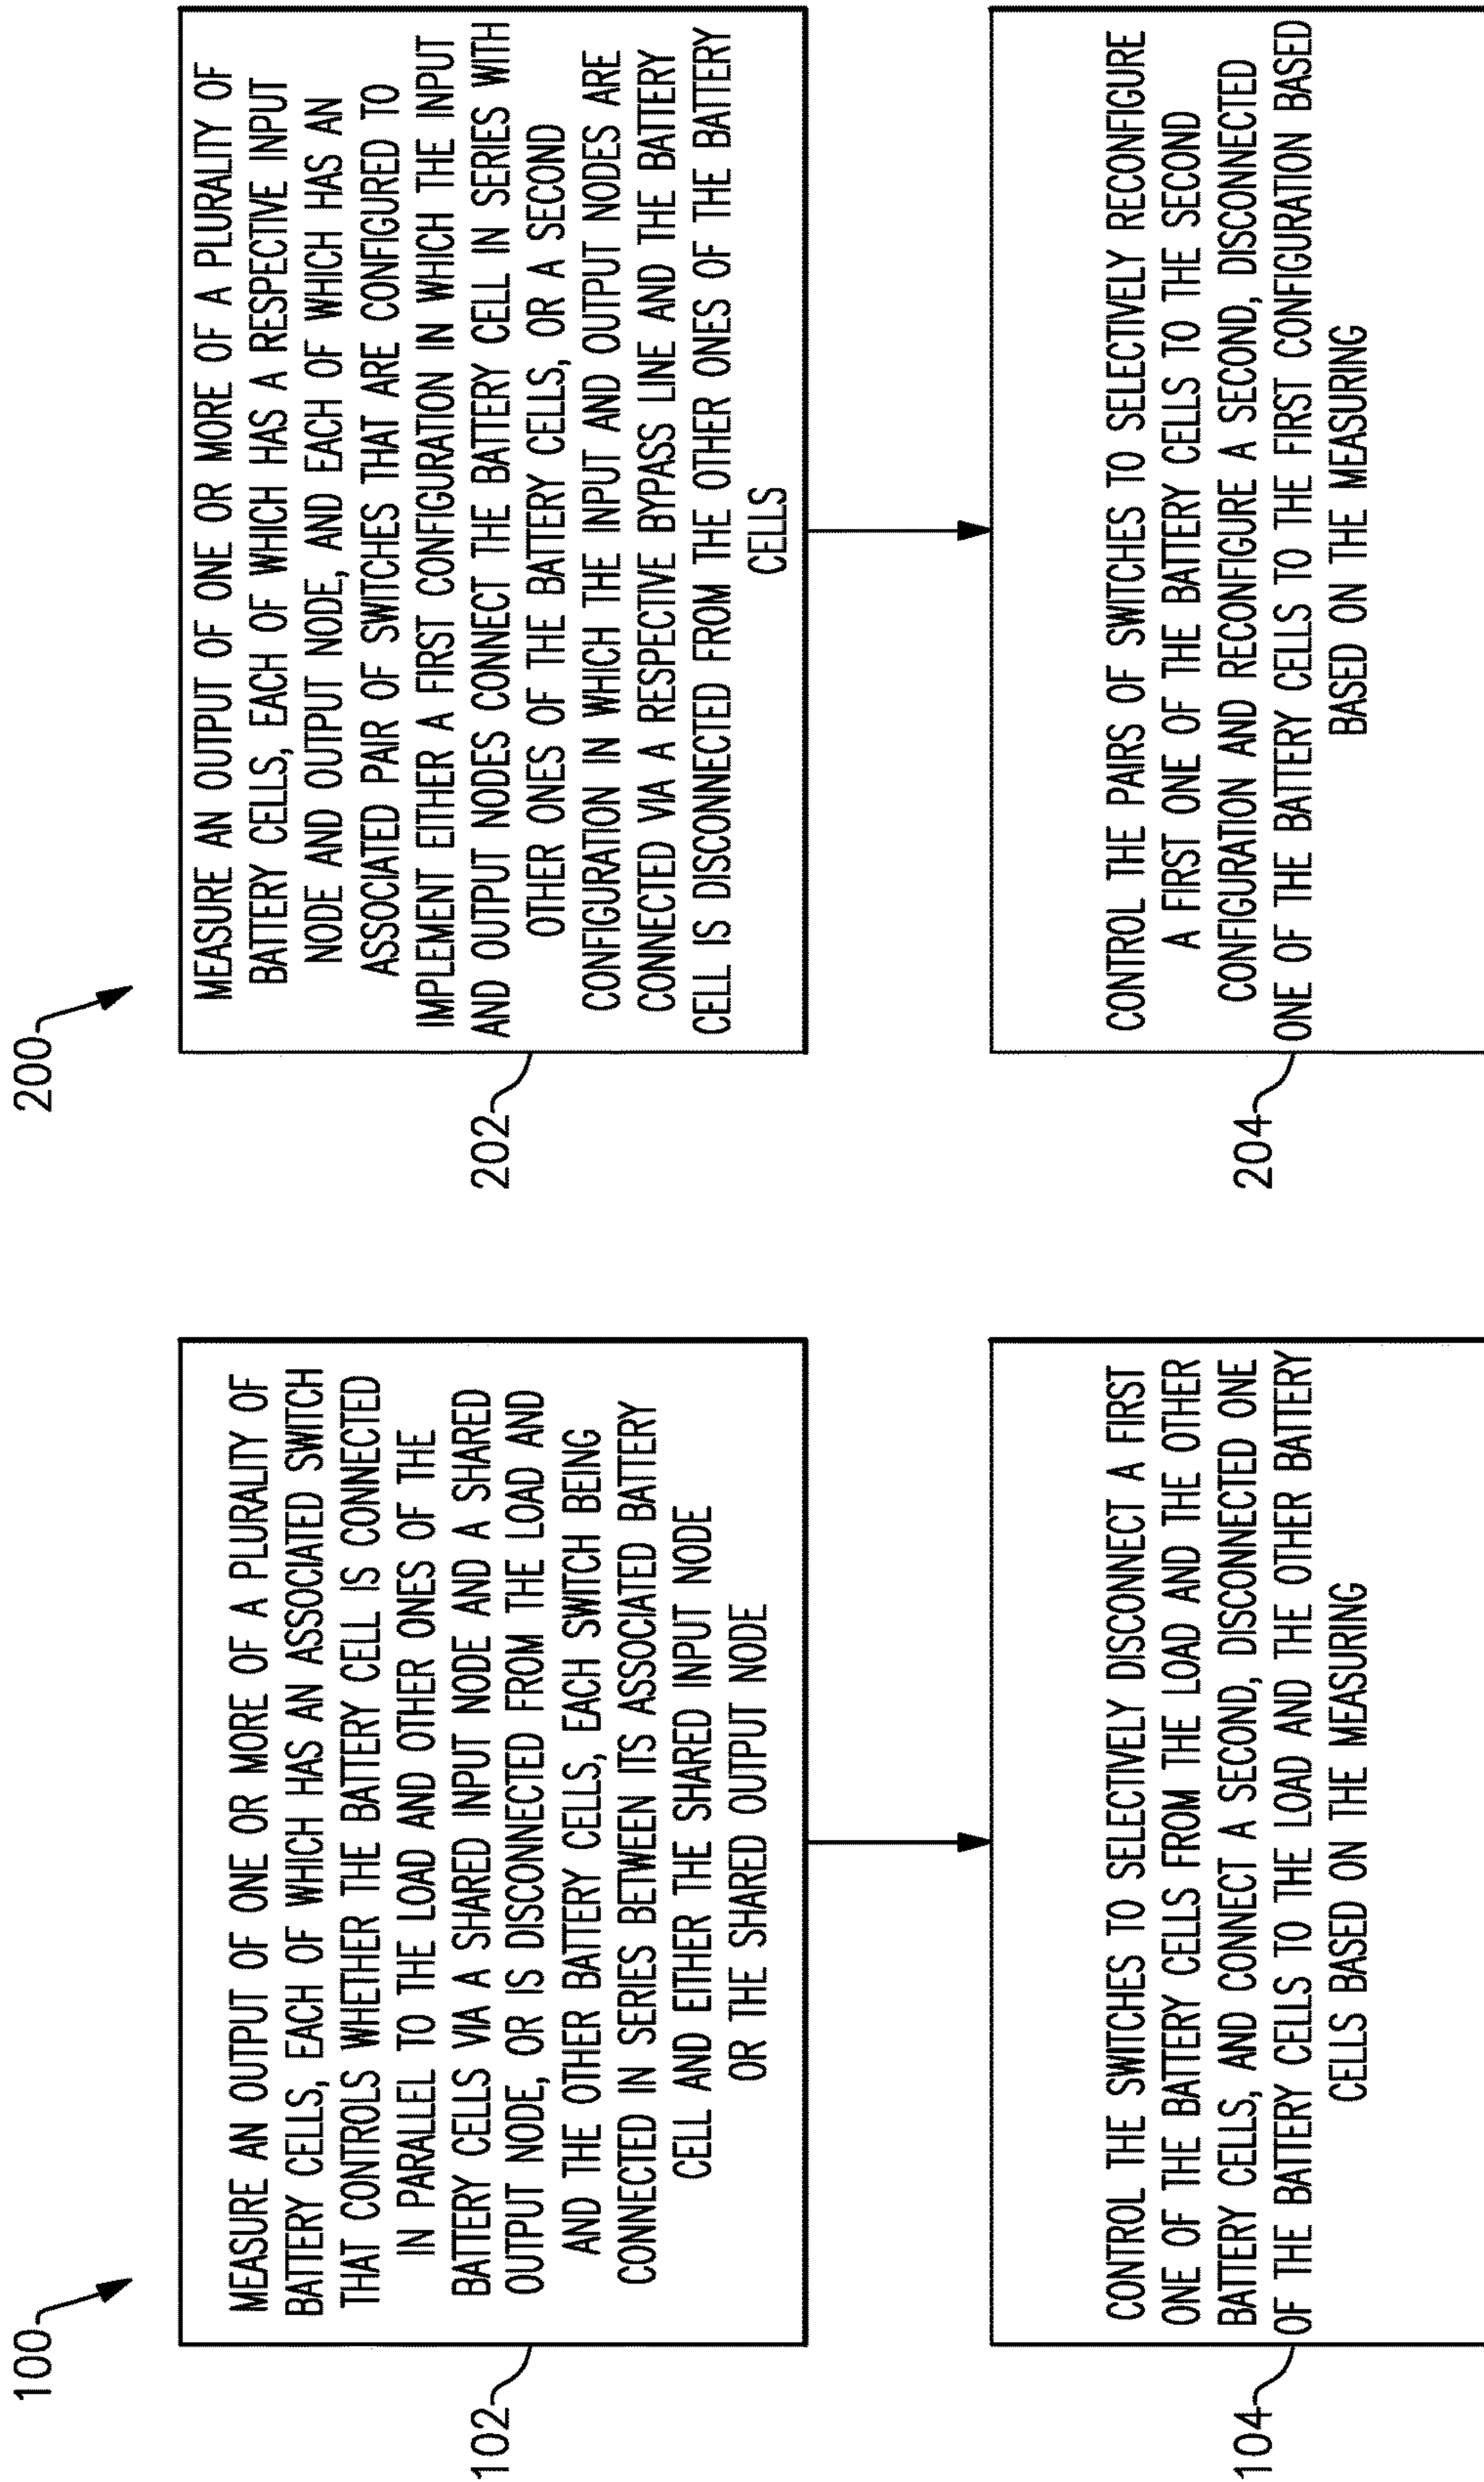 100
102
MEASURE AN OUTPUT OF ONE OR MORE OF A PLURALITY OF
BATTERY CELLS, EACH OF WHICH HAS AN ASSOCIATED SWITCH
THAT CONTROLS WHETHER THE BATTERY CELL IS CONNECTED
IN PARALLEL TO THE LOAD AND OTHER ONES OF THE
BATTERY CELLS VIA A SHARED INPUT NODE AND A SHARED
OUTPUT NODE, OR IS DISCONNECTED FROM THE LOAD AND
AND THE OTHER BATTERY CELLS, EACH SWITCH BEING
CONNECTED IN SERIES BETWEEN ITS ASSOCIATED BATTERY
CELL AND EITHER THE SHARED INPUT NODE
OR THE SHARED OUTPUT NODE
104
CONTROL THE SWITCHES TO SELECTIVELY DISCONNECT A FIRST
ONE OF THE BATTERY CELLS FROM THE LOAD AND THE OTHER
BATTERY CELLS, AND CONNECT A SECOND, DISCONNECTED ONE
OF THE BATTERY CELLS TO THE LOAD AND THE OTHER BATTERY
CELLS BASED ON THE MEASURING
200
202
MEASURE AN OUTPUT OF ONE OR MORE OF A PLURALITY OF
BATTERY CELLS, EACH OF WHICH HAS A RESPECTIVE INPUT
NODE AND OUTPUT NODE, AND EACH OF WHICH HAS AN
ASSOCIATED PAIR OF SWITCHES THAT ARE CONFIGURED TO
IMPLEMENT EITHER A FIRST CONFIGURATION IN WHICH THE INPUT
AND OUTPUT NODES CONNECT THE BATTERY CELL IN SERIES WITH
OTHER ONES OF THE BATTERY CELLS, OR A SECOND
CONFIGURATION IN WHICH THE INPUT AND OUTPUT NODES ARE
CONNECTED VIA A RESPECTIVE BYPASS LINE AND THE BATTERY
CELL IS DISCONNECTED FROM THE OTHER ONES OF THE BATTERY
CELLS
204
CONTROL THE PAIRS OF SWITCHES TO SELECTIVELY RECONFIGURE
A FIRST ONE OF THE BATTERY CELLS TO THE SECOND
CONFIGURATION AND RECONFIGURE A SECOND, DISCONNECTED
ONE OF THE BATTERY CELLS TO THE FIRST CONFIGURATION BASED
BASED ON THE MEASURING